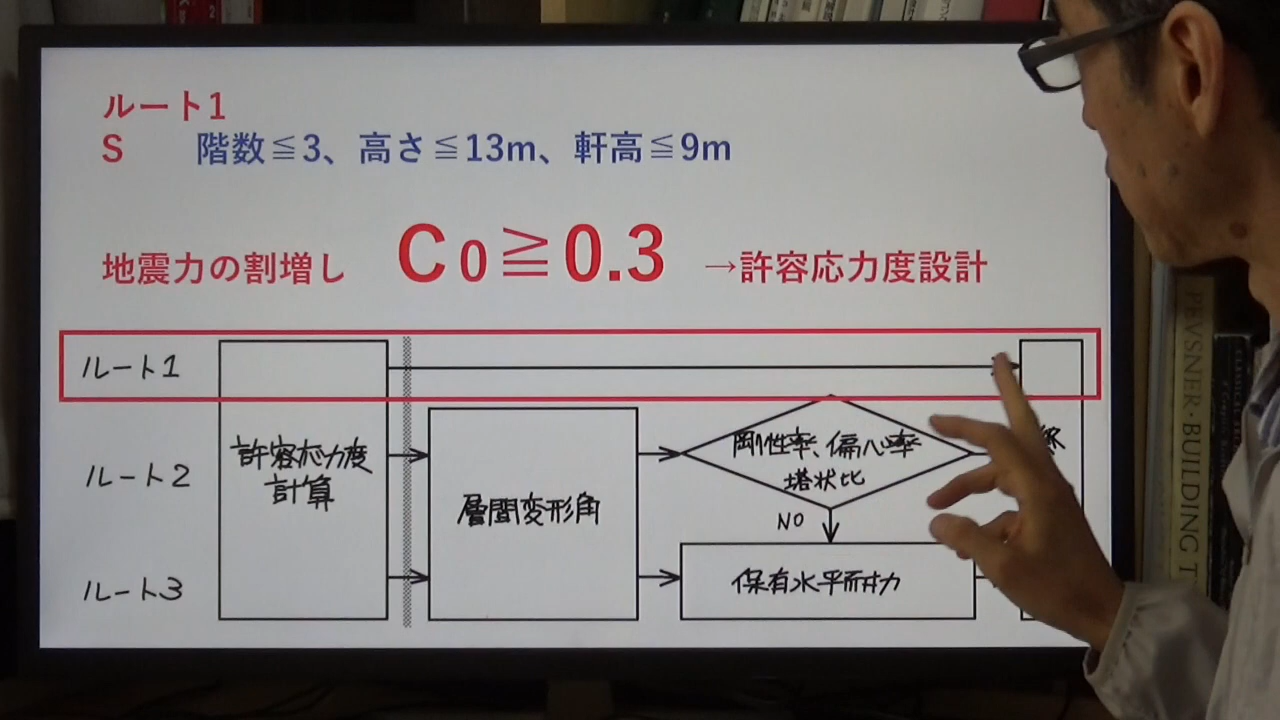 ルート1
S 階数≦3、高さ≦13m、軒高≦9m
地震力の割増し C₀≧0.3 →許容応力度設計
ルート1
ルート2
ルート3
許容応力度
計算
層間変形角
剛性率、偏心率
塔状比
NO
保有水平耐力
PEVSNER・BUILDING T